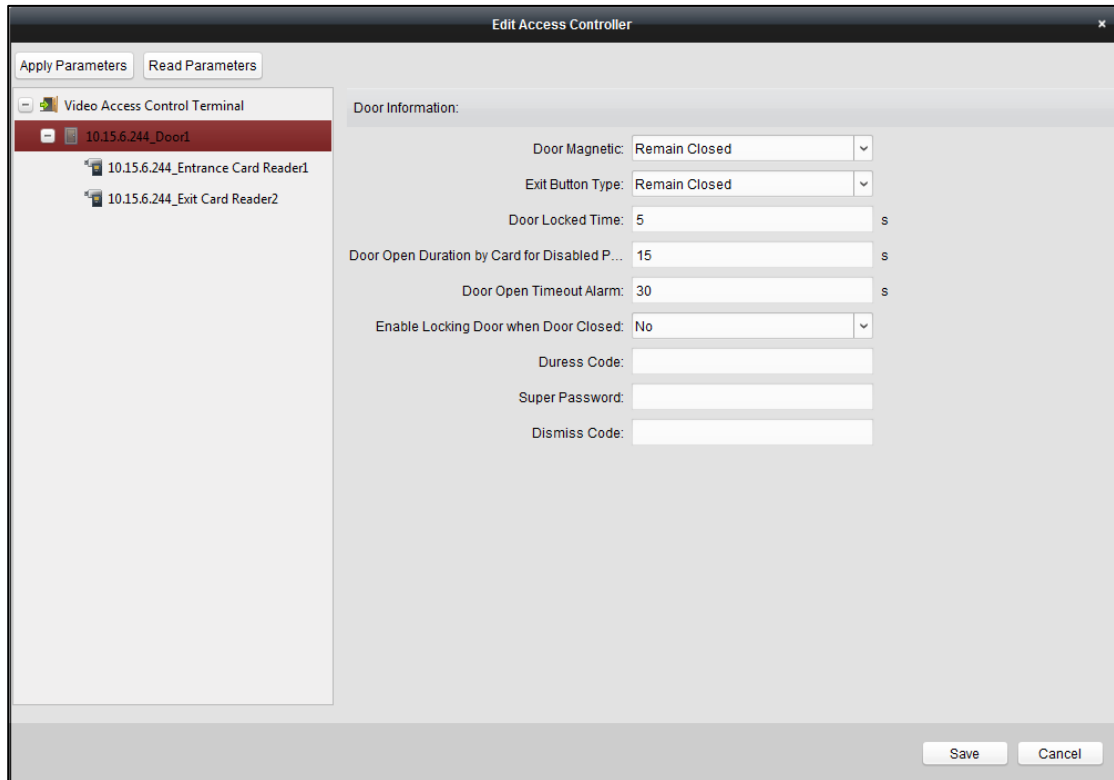 Edit Access Controller
×
Apply Parameters Read Parameters
Video Access Control Terminal
10.15.6.244_Door1
10.15.6.244_Entrance Card Reader1
10.15.6.244_Exit Card Reader2
Door Information:
Door Magnetic: Remain Closed
Exit Button Type: Remain Closed
Door Locked Time: 5 s
Door Open Duration by Card for Disabled P... 15 s
Door Open Timeout Alarm: 30 s
Enable Locking Door when Door Closed: No
Duress Code:
Super Password:
Dismiss Code:
Save Cancel